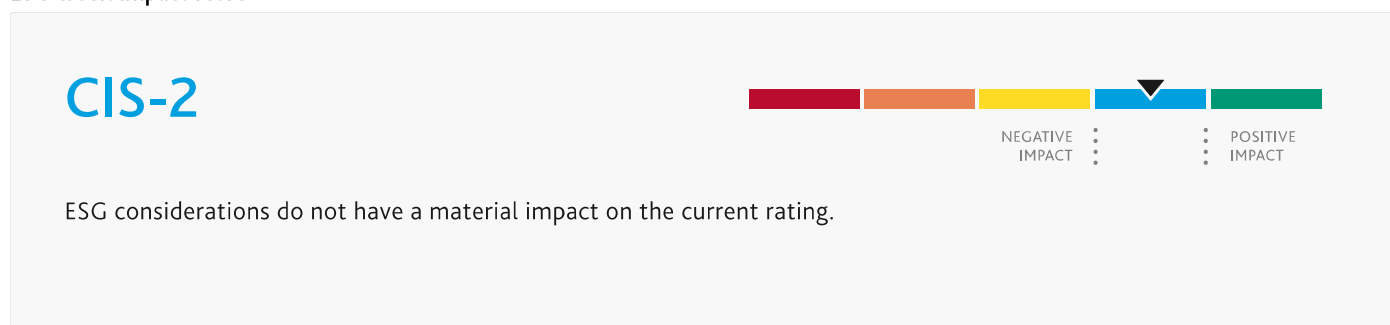 CIS-2
NEGATIVE
IMPACT
POSITIVE
IMPACT
ESG considerations do not have a material impact on the current rating.